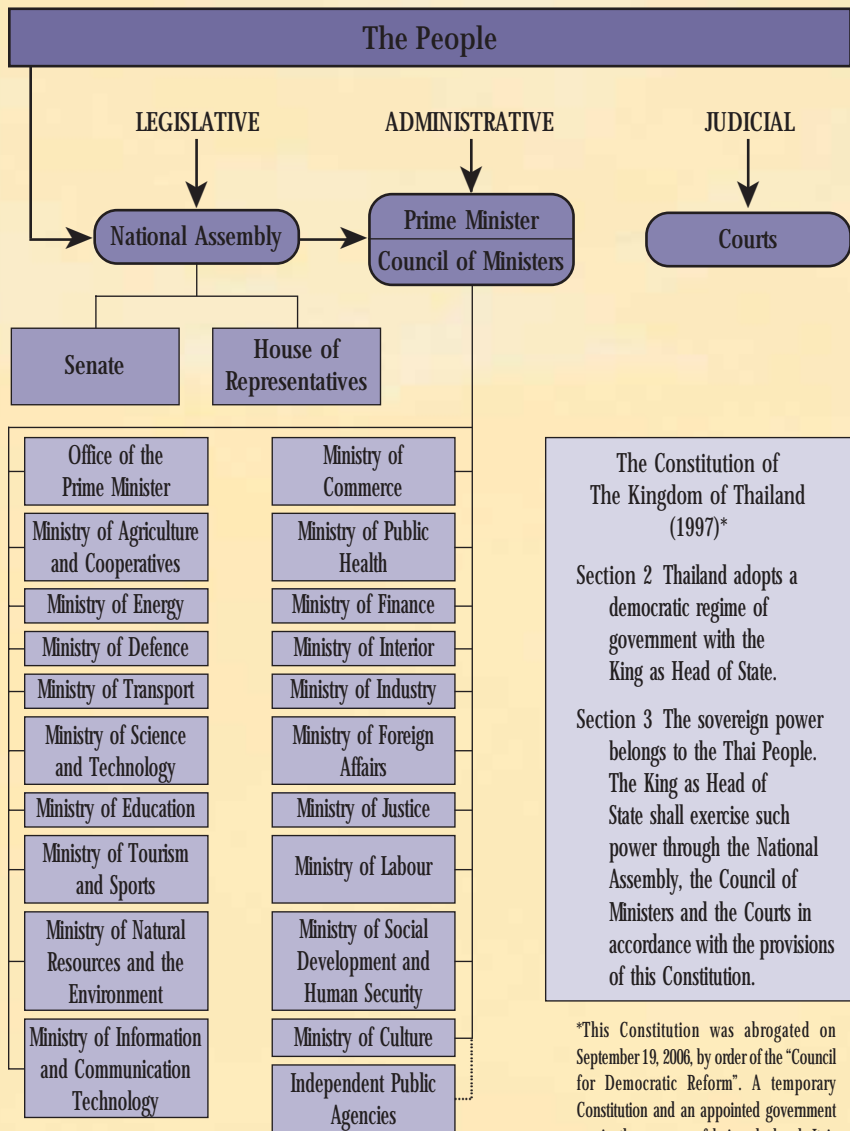 The People
LEGISLATIVE
ADMINISTRATIVE
JUDICIAL
National Assembly
Prime Minister
Council of Ministers
Courts
Senate
House of
Representatives
Office of the
Prime Minister
Ministry of Agriculture
and Cooperatives
Ministry of Energy
Ministry of Defence
Ministry of Transport
Ministry of Science
and Technology
Ministry of Education
Ministry of Tourism
and Sports
Ministry of Natural
Resources and the
Environment
Ministry of Information
and Communication
Technology
Ministry of
Commerce
Ministry of Public
Health
Ministry of Finance
Ministry of Interior
Ministry of Industry
Ministry of Foreign
Affairs
Ministry of Justice
Ministry of Labour
Ministry of Social
Development and
Human Security
Ministry of Culture
Independent Public
Agencies
The Constitution of
The Kingdom of Thailand
(1997)*
Section 2 Thailand adopts a
democratic regime of
government with the
King as Head of State.
Section 3 The sovereign power
belongs to the Thai People.
The King as Head of
State shall exercise such
power through the National
Assembly, the Council of
Ministers and the Courts in
accordance with the provisions
of this Constitution.
*This Constitution was abrogated on
September 19, 2006, by order of the “Council
for Democratic Reform”. A temporary
Constitution and an appointed government